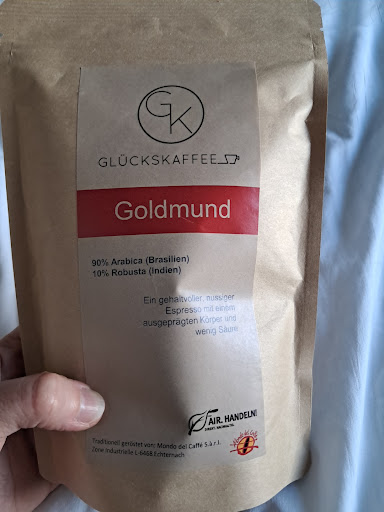 GK
GLÜCKSKAFFEE
Goldmund
90% Arabica (Brasilien)
10% Robusta (Indien)
Ein gehaltvoller, nussiger
Espresso mit einem
ausgeprägten Körper und
wenig Säure
FAIR. HANDELN!
Traditionell geröstet von: Mondo del Caffé S.à r.l.
Zone Industrielle L-6468 Echternach